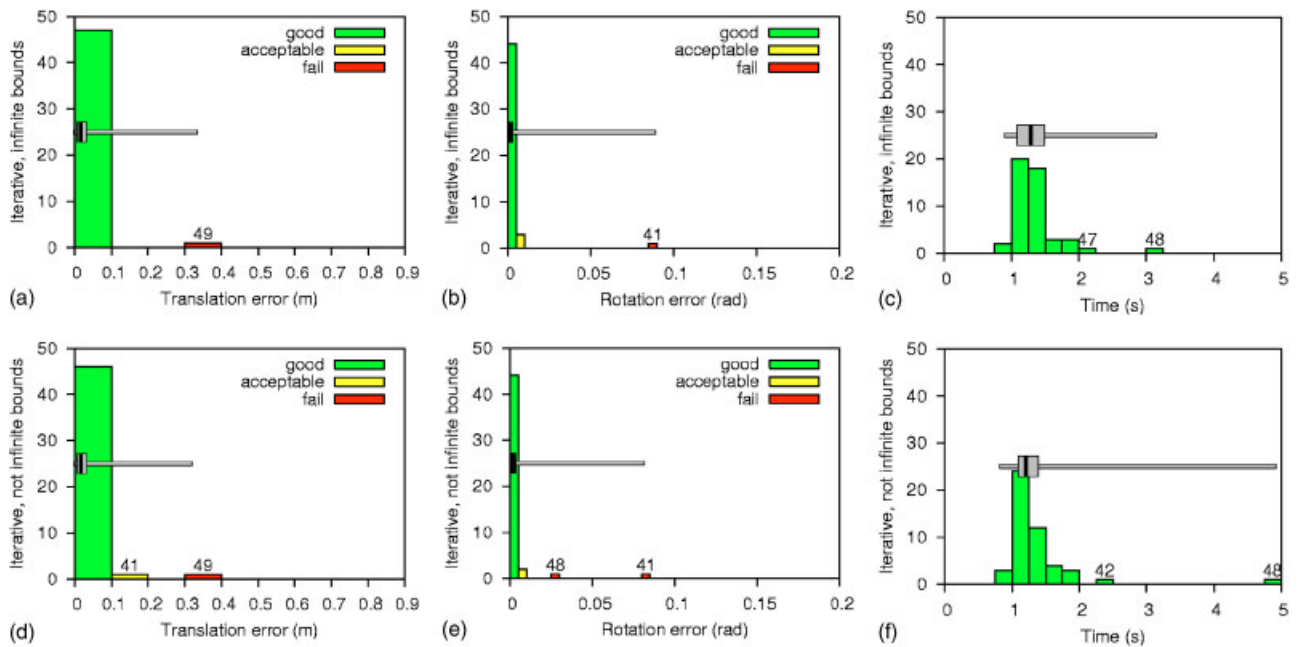 50
40
30
20
10
0
Iterative, infinite bounds
good
acceptable
fail
49
0 0.1 0.2 0.3 0.4 0.5 0.6 0.7 0.8 0.9
(a) Translation error (m)
50
40
30
20
10
0
Iterative, infinite bounds
good
acceptable
fail
41
0 0.05 0.1 0.15 0.2
(b) Rotation error (rad)
50
40
30
20
10
0
Iterative, infinite bounds
47 48
0 1 2 3 4 5
(c) Time (s)
50
40
30
20
10
0
Iterative, not infinite bounds
good
acceptable
fail
41 49
0 0.1 0.2 0.3 0.4 0.5 0.6 0.7 0.8 0.9
(d) Translation error (m)
50
40
30
20
10
0
Iterative, not infinite bounds
good
acceptable
fail
48 41
0 0.05 0.1 0.15 0.2
(e) Rotation error (rad)
50
40
30
20
10
0
Iterative, not infinite bounds
42 48
0 1 2 3 4 5
(f) Time (s)